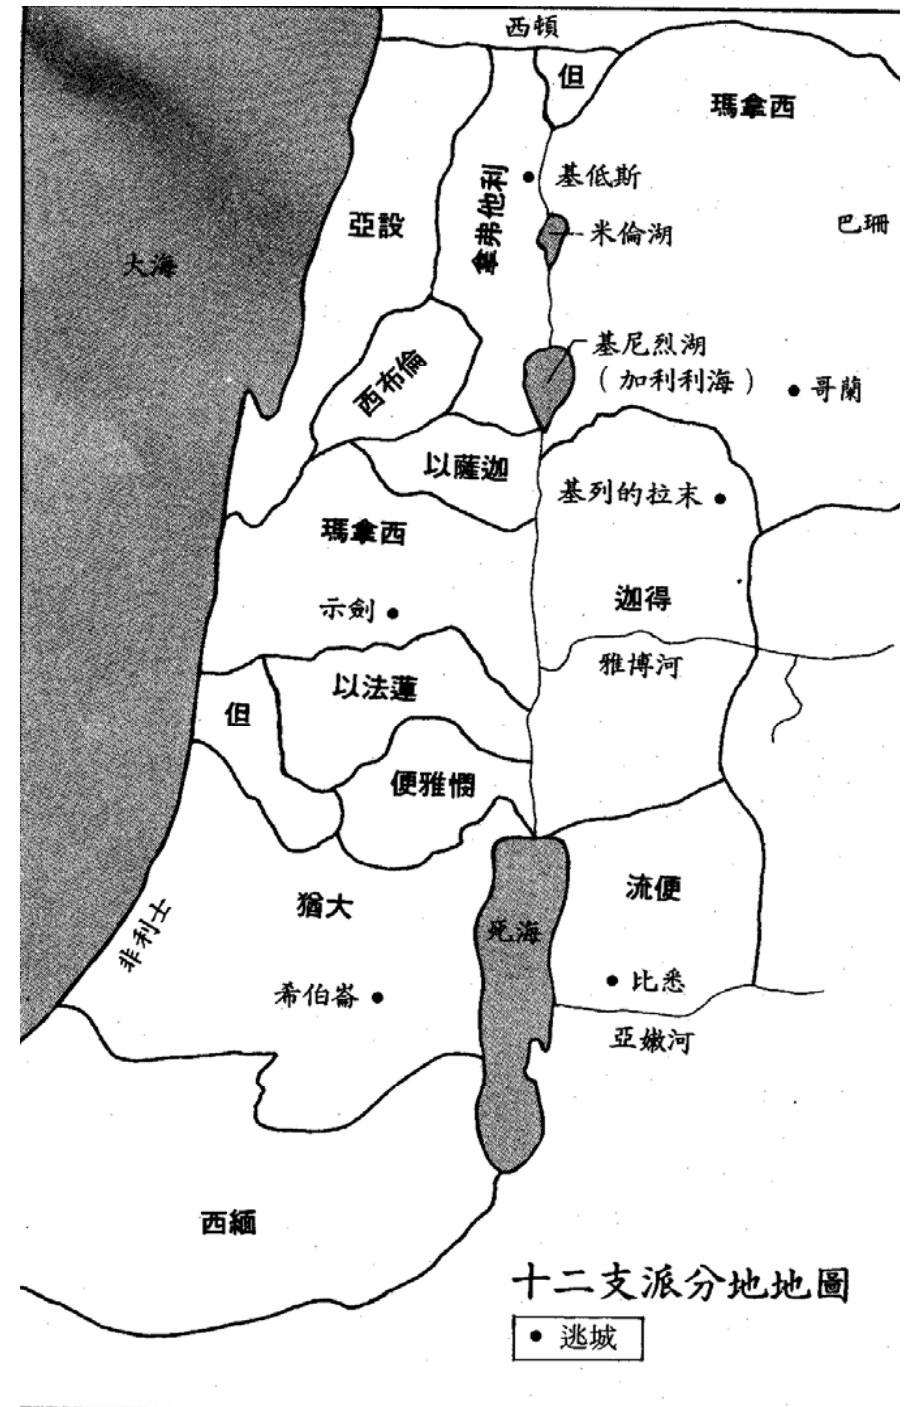 西頓
但
瑪拿西
基低斯
拿弗他利
亞設
米倫湖
巴珊
大海
基尼烈湖
（加利利海）
西布倫
哥蘭
以薩迦
基列的拉末
瑪拿西
示劍
迦得
雅博河
以法蓮
但
便雅憫
流便
猶大
死海
非利士
希伯崙
比悉
亞嫩河
西緬
十二支派分地地圖
逃城